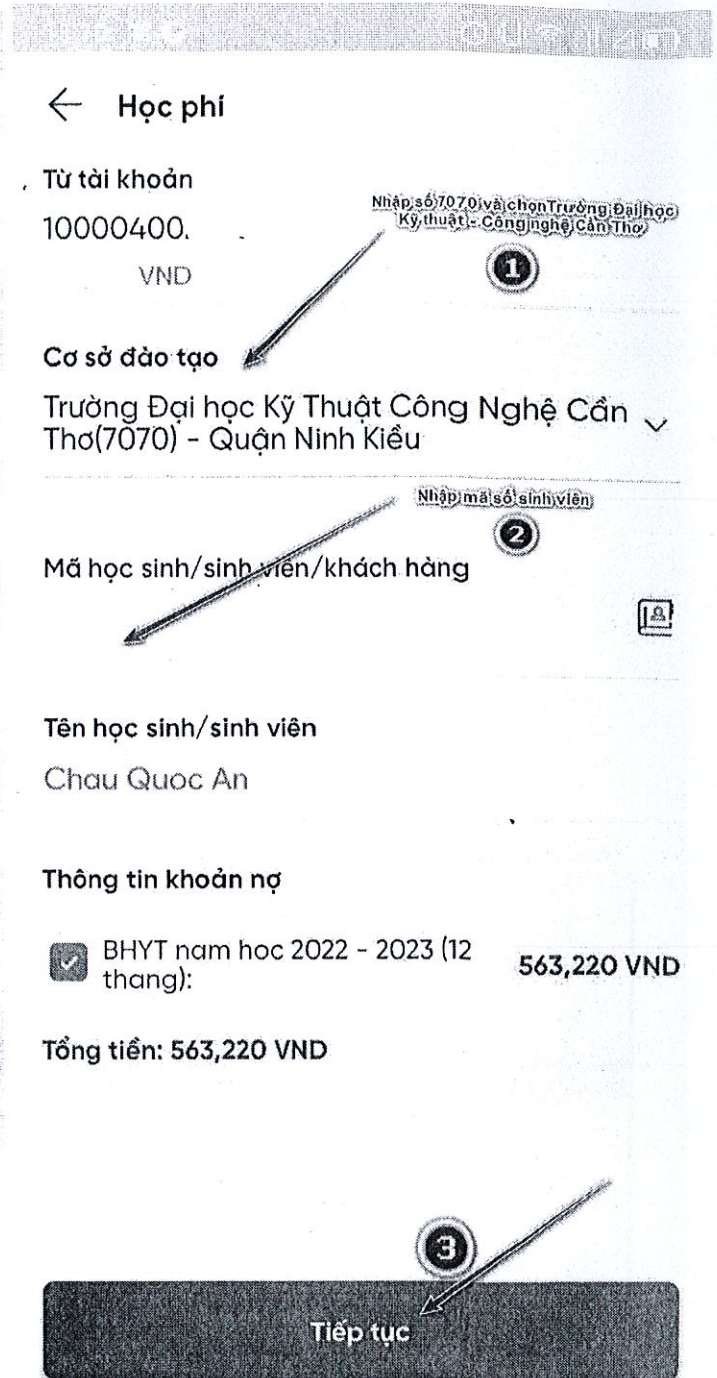 ← Học phí
Từ tài khoản
10000400.
VND
Nhập số 7070 và chọn Trường Đại học
Kỹ thuật - Công nghệ Cần Thơ
1
Cơ sở đào tạo
Trường Đại học Kỹ Thuật Công Nghệ Cần
Thơ(7070) - Quận Ninh Kiều
Nhập mã số sinh viên
2
Mã học sinh/sinh viên/khách hàng
Tên học sinh/sinh viên
Chau Quoc An
Thông tin khoản nợ
BHYT nam hoc 2022 - 2023 (12
thang):
563,220 VND
Tổng tiền: 563,220 VND
3
Tiếp tục